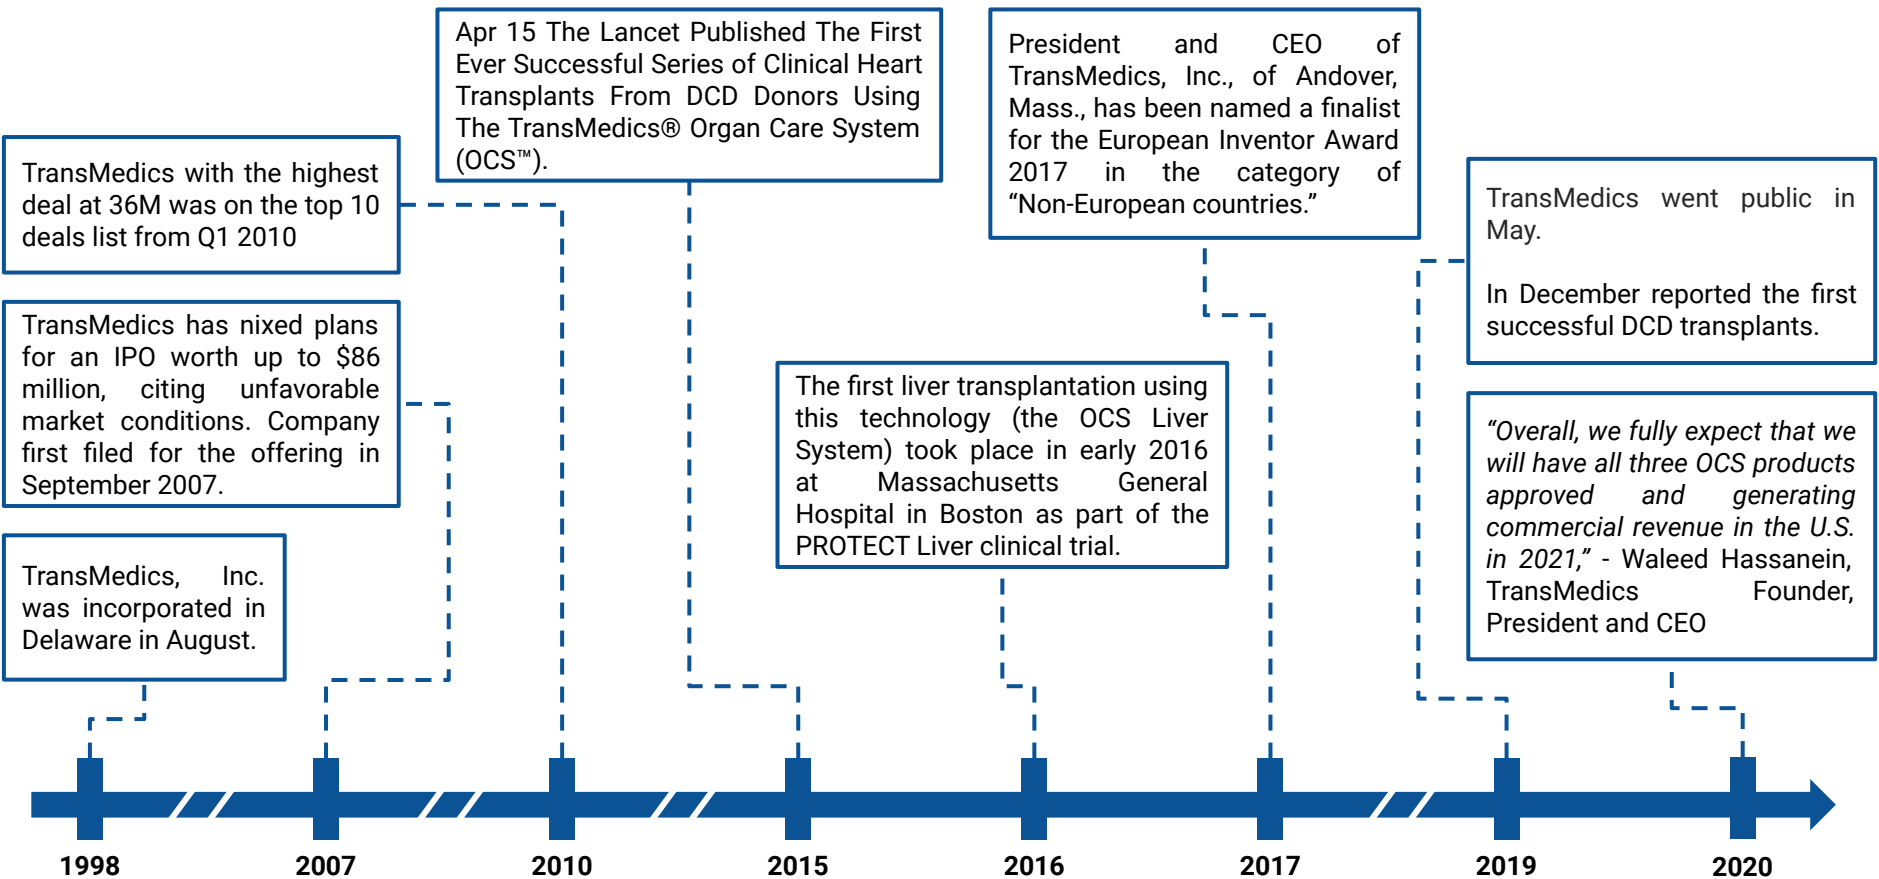 Apr 15 The Lancet Published The First
Ever Successful Series of Clinical Heart
Transplants From DCD Donors Using
The TransMedics® Organ Care System
(OCS™).
President and CEO of
TransMedics, Inc., of Andover,
Mass., has been named a finalist
for the European Inventor Award
2017 in the category of
“Non-European countries.”
TransMedics with the highest
deal at 36M was on the top 10
deals list from Q1 2010
TransMedics went public in
May.
In December reported the first
successful DCD transplants.
TransMedics has nixed plans
for an IPO worth up to $86
million, citing unfavorable
market conditions. Company
first filed for the offering in
September 2007.
The first liver transplantation using
this technology (the OCS Liver
System) took place in early 2016
at Massachusetts General
Hospital in Boston as part of the
PROTECT Liver clinical trial.
“Overall, we fully expect that we
will have all three OCS products
approved and generating
commercial revenue in the U.S.
in 2021,” - Waleed Hassanein,
TransMedics Founder,
President and CEO
TransMedics, Inc.
was incorporated in
Delaware in August.
1998
2007
2010
2015
2016
2017
2019
2020